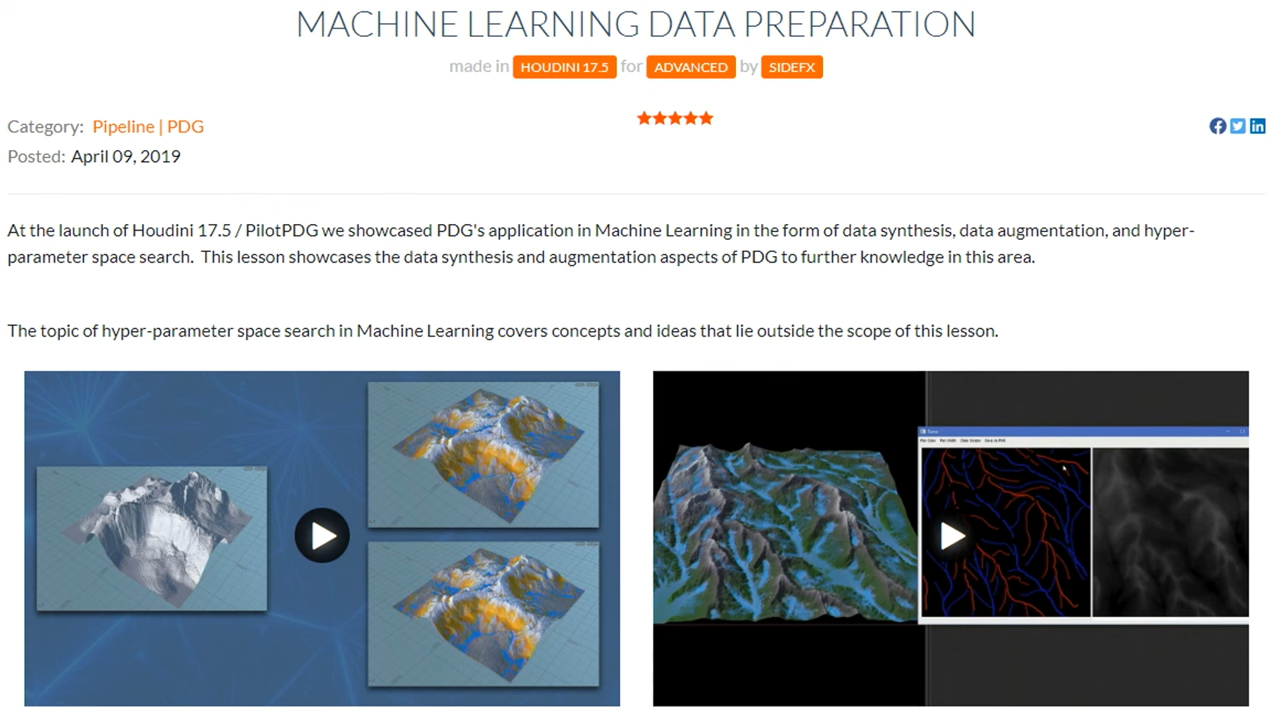 MACHINE LEARNING DATA PREPARATION
made in HOUDINI 17.5 for ADVANCED by SIDEFX
Category: Pipeline | PDG
Posted: April 09, 2019
At the launch of Houdini 17.5 / PilotPDG we showcased PDG's application in Machine Learning in the form of data synthesis, data augmentation, and hyper-
parameter space search. This lesson showcases the data synthesis and augmentation aspects of PDG to further knowledge in this area.
The topic of hyper-parameter space search in Machine Learning covers concepts and ideas that lie outside the scope of this lesson.